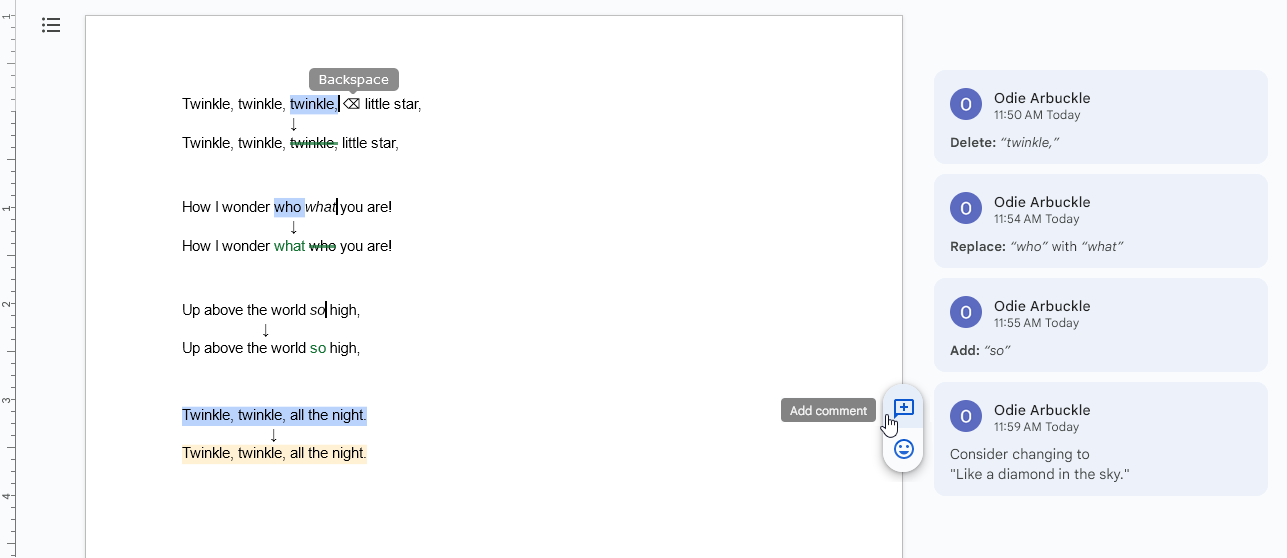 Backspace
Twinkle, twinkle, twinkle, ⌫ little star,
↓
Twinkle, twinkle, twinkle, little star,
How I wonder who what you are!
↓
How I wonder what who you are!
Up above the world so high,
↓
Up above the world so high,
Twinkle, twinkle, all the night.
↓
Twinkle, twinkle, all the night.
Add comment
O
Odie Arbuckle
11:50 AM Today
Delete: “twinkle,”
O
Odie Arbuckle
11:54 AM Today
Replace: “who” with “what”
O
Odie Arbuckle
11:55 AM Today
Add: “so”
O
Odie Arbuckle
11:59 AM Today
Consider changing to
"Like a diamond in the sky."
1
1
2
3
4